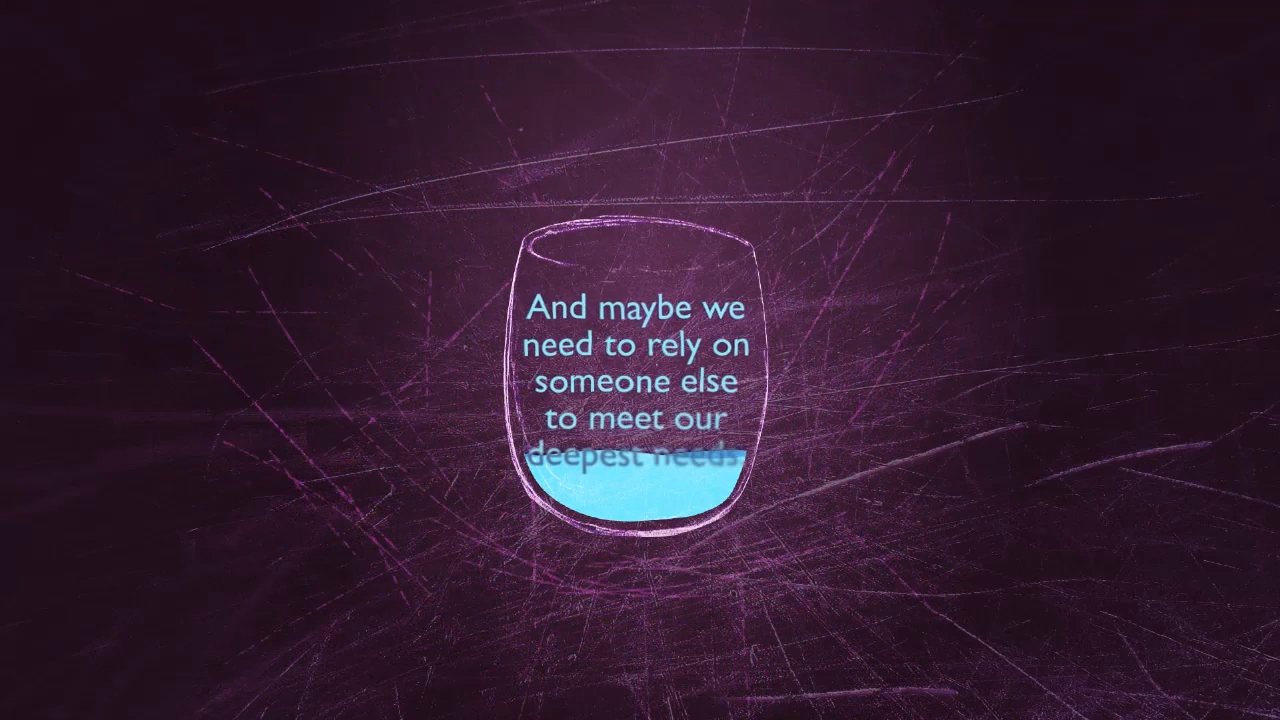 And maybe we
need to rely on
someone else
to meet our
deepest needs.